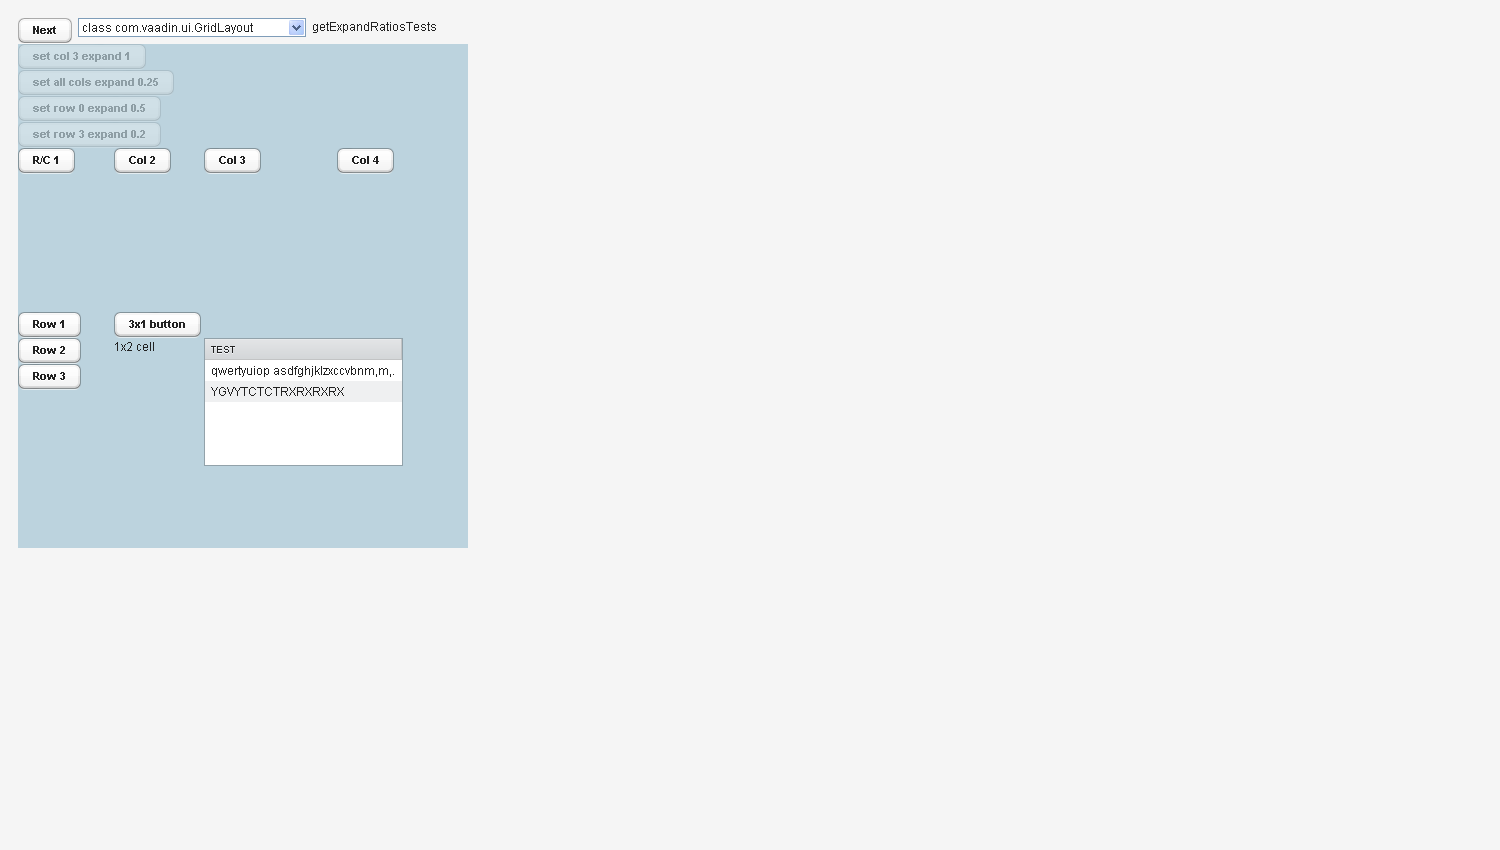 Next class com.vaadin.ui.GridLayout getExpandRatiosTests
set col 3 expand 1
set all cols expand 0.25
set row 0 expand 0.5
set row 3 expand 0.2
R/C 1 Col 2 Col 3 Col 4
Row 1 3x1 button
Row 2 1x2 cell TEST
qwertyuiop asdfghjklzxccvbnm,m,.
Row 3
YGVYTCTCTRXRXRXRX